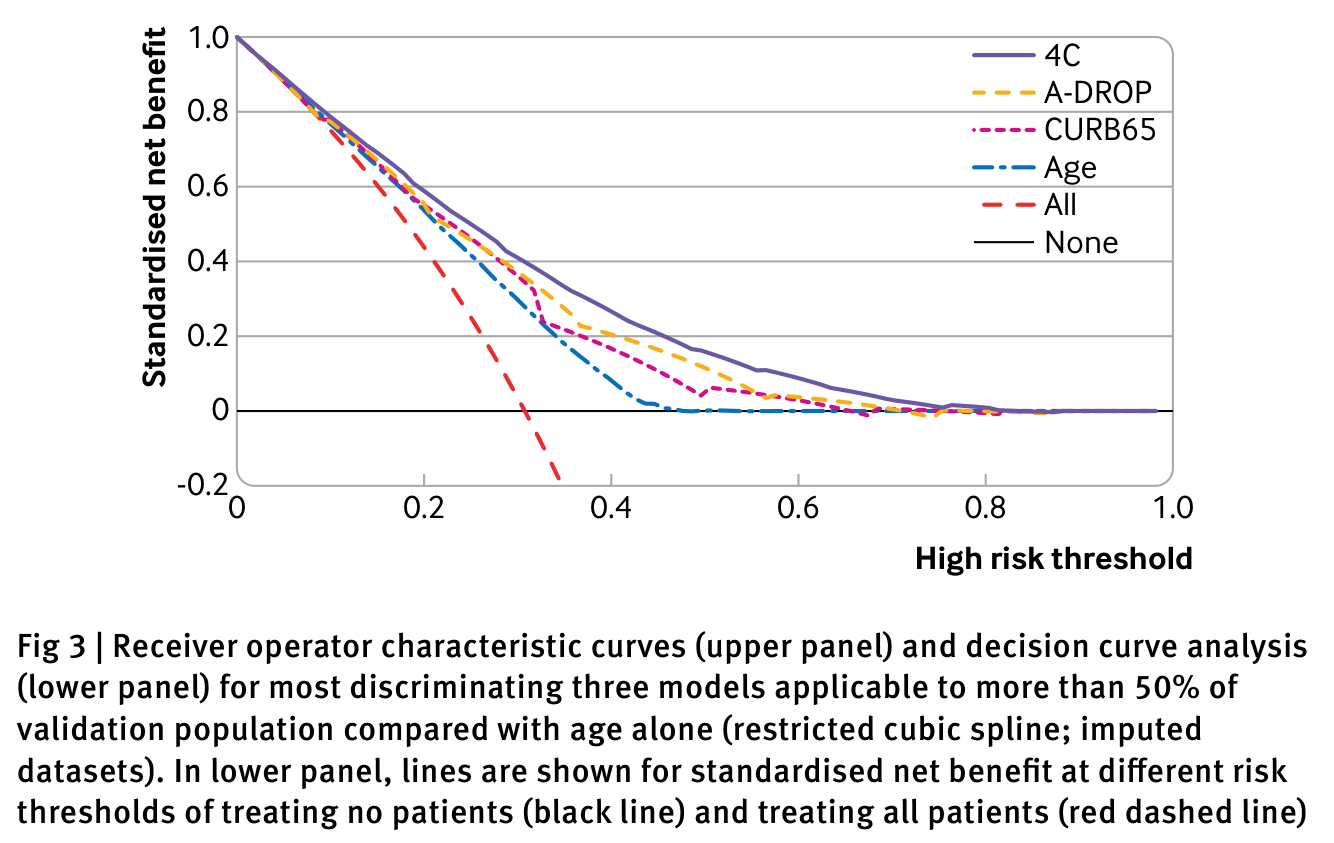 Standardised net benefit
1.0
0.8
0.6
0.4
0.2
0
-0.2
4C
A-DROP
CURB65
Age
All
None
0
0.2
0.4
0.6
0.8
1.0
High risk threshold
Fig 3 | Receiver operator characteristic curves (upper panel) and decision curve analysis
(lower panel) for most discriminating three models applicable to more than 50% of
validation population compared with age alone (restricted cubic spline; imputed
datasets). In lower panel, lines are shown for standardised net benefit at different risk
thresholds of treating no patients (black line) and treating all patients (red dashed line)